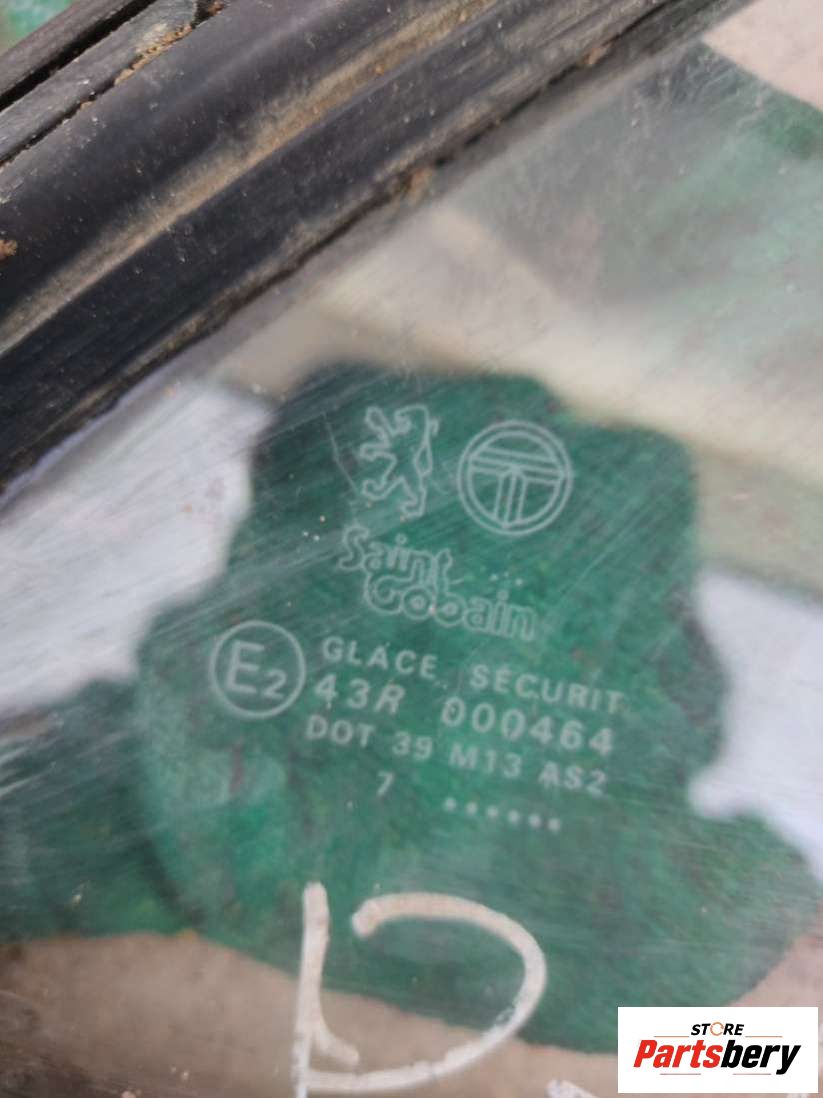 Saint
Gobain
E2
GLACE SECURIT
43R 000464
DOT 39 M13 AS2
7 ......
STORE
Partsbery